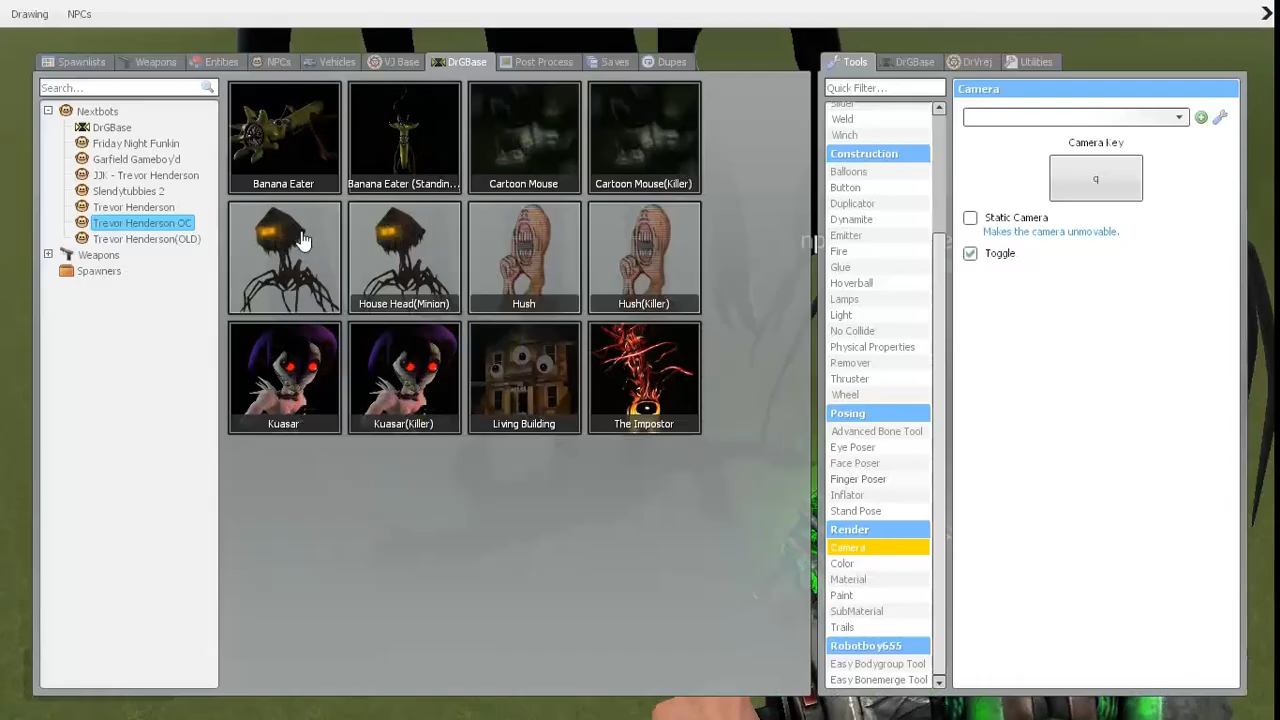 Drawing NPCs
Spawnlists Weapons Entities NPCs Vehicles VJ Base DrGBase Post Process Saves Dupes
Tools DrGBase DrVrej Utilities
Search...
Nextbots
DrGBase
Friday Night Funkin
Garfield Gameboy'd
JJK - Trevor Henderson
Slendytubbies 2
Trevor Henderson
Trevor Henderson OC
Trevor Henderson(OLD)
Weapons
Spawners
Banana Eater Banana Eater (Standin... Cartoon Mouse Cartoon Mouse(Killer)
House Head(Minion) Hush Hush(Killer)
Kuasar Kuasar(Killer) Living Building The Impostor
Quick Filter...
Slider
Weld
Winch
Construction
Balloons
Button
Duplicator
Dynamite
Emitter
Fire
Glue
Hoverball
Lamps
Light
No Collide
Physical Properties
Remover
Thruster
Wheel
Posing
Advanced Bone Tool
Eye Poser
Face Poser
Finger Poser
Inflator
Stand Pose
Render
Camera
Color
Material
Paint
SubMaterial
Trails
Robotboy655
Easy Bodygroup Tool
Easy Bonemerge Tool
Camera
Camera Key
q
Static Camera
Makes the camera unmovable.
Toggle